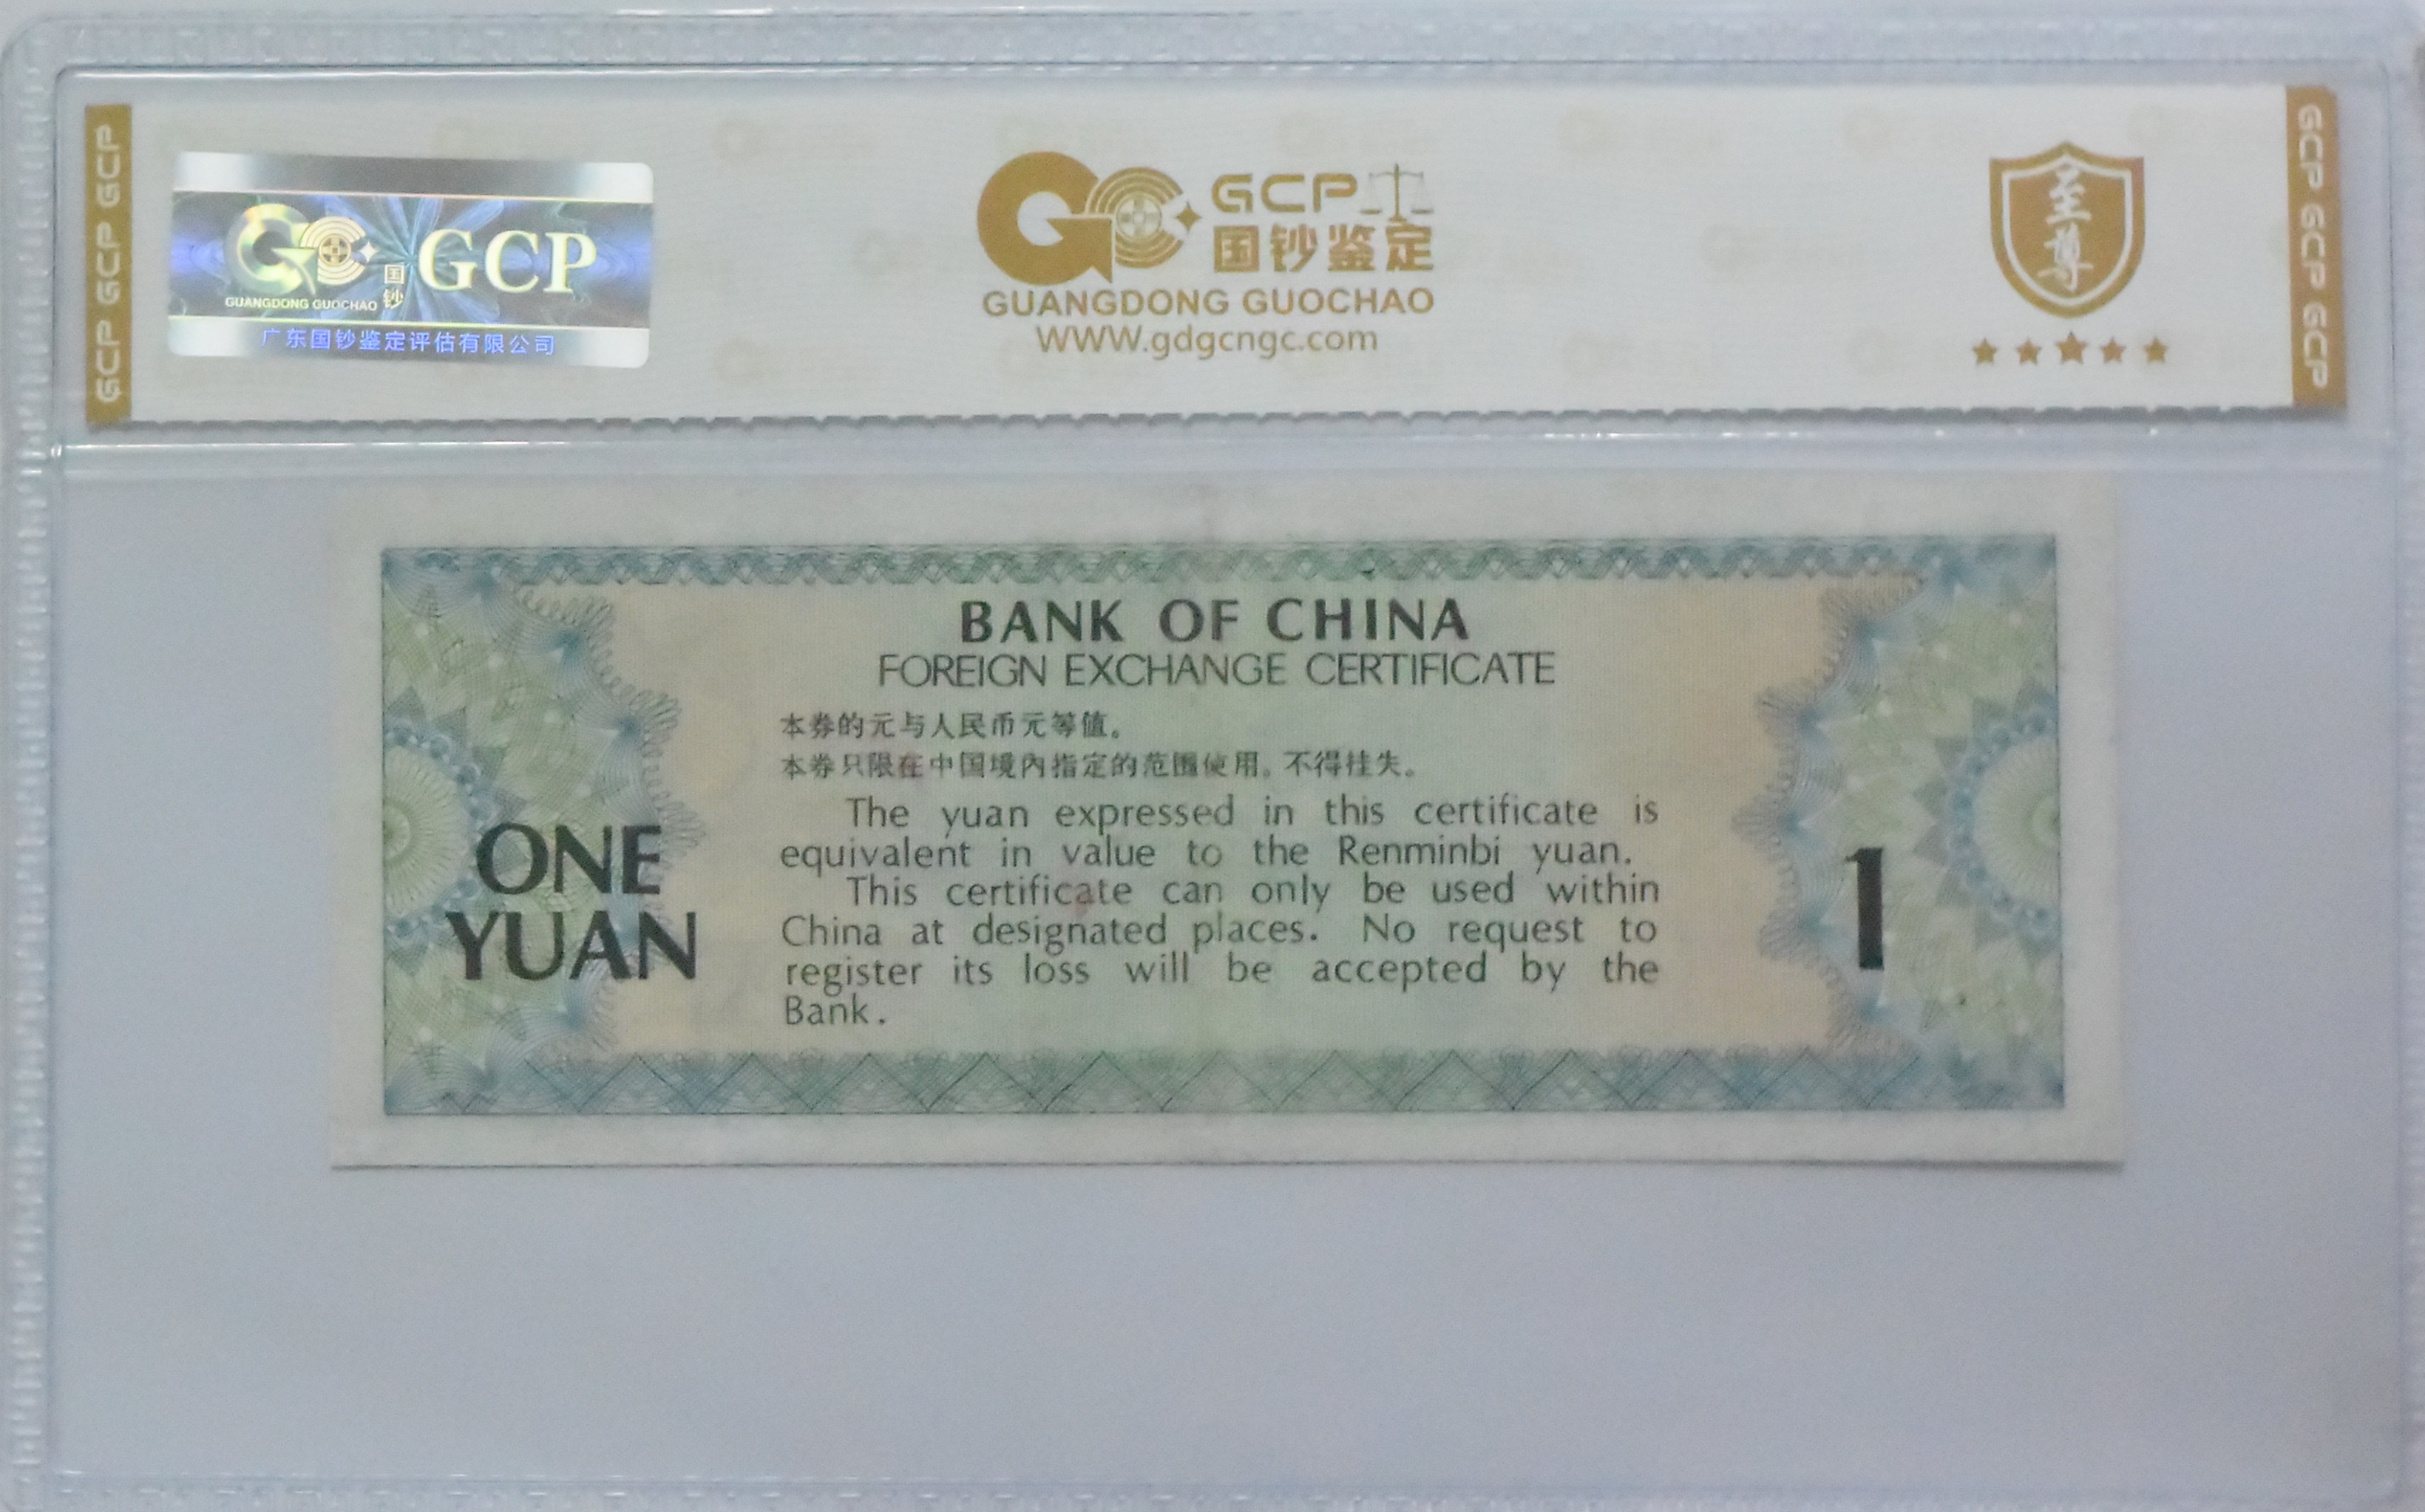 GCP GCP GCP
国钞
GCP
GUANGDONG GUOCHAO
广东国钞鉴定评估有限公司
GCP
国钞鉴定
GUANGDONG GUOCHAO
WWW.gdgcngc.com
至尊
GCP GCP GCP
BANK OF CHINA
FOREIGN EXCHANGE CERTIFICATE
本券的元与人民币元等值。
本券只限在中国境内指定的范围使用。不得挂失。
The yuan expressed in this certificate is
equivalent in value to the Renminbi yuan.
This certificate can only be used within
China at designated places. No request to
register its loss will be accepted by the
Bank.
ONE
YUAN
1